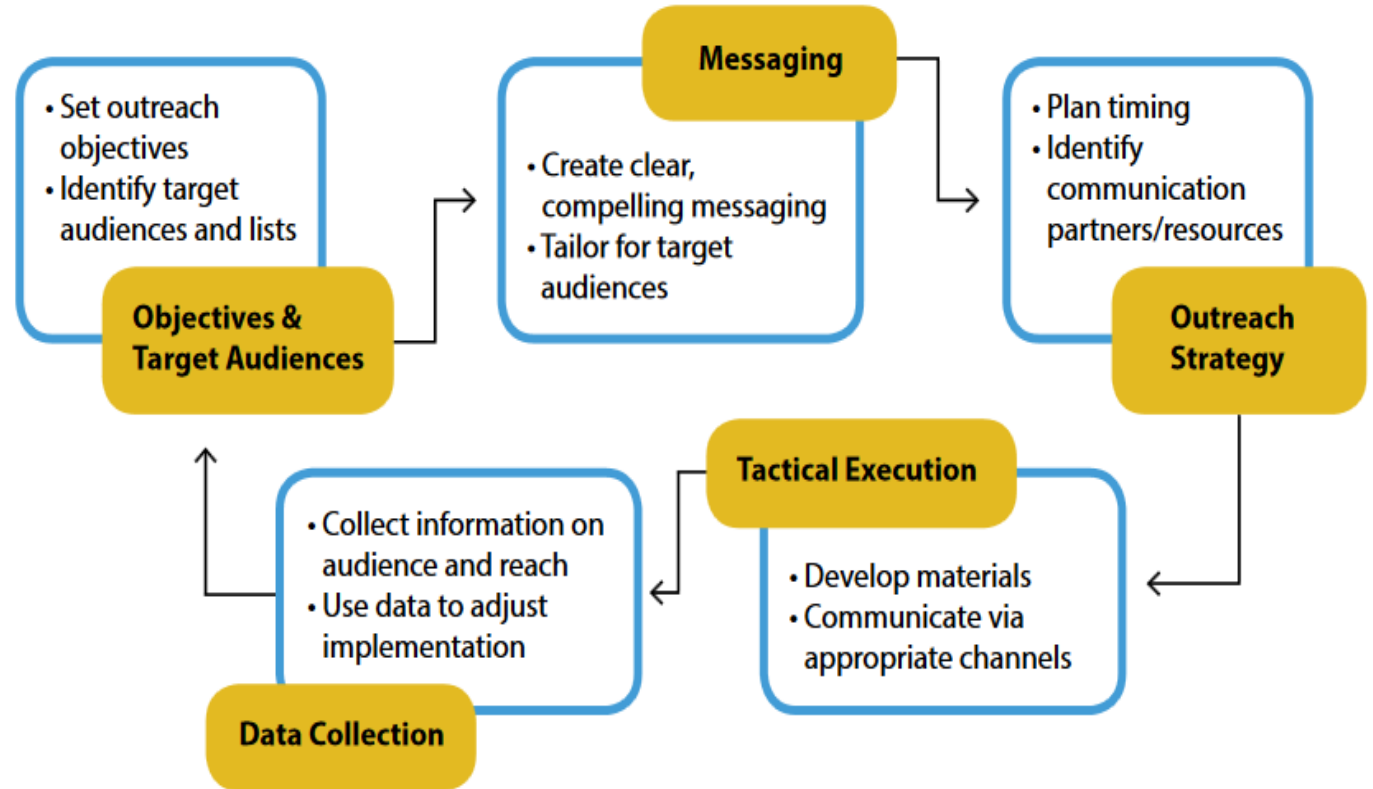 • Set outreach
objectives
• Identify target
audiences and lists
Objectives &
Target Audiences
Messaging
• Create clear,
compelling messaging
• Tailor for target
audiences
• Plan timing
• Identify
communication
partners/resources
Outreach
Strategy
Tactical Execution
• Develop materials
• Communicate via
appropriate channels
• Collect information on
audience and reach
• Use data to adjust
implementation
Data Collection